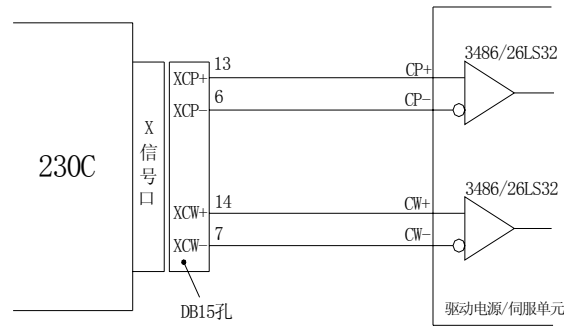 3486/26LS32
13
XCP+
CP+
6
XCP-
CP-
X
信
号
口
230C
3486/26LS32
14
XCW+
CW+
7
XCW-
CW-
DB15孔
驱动电源/伺服单元